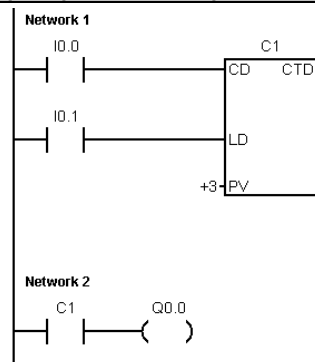 Network 1
I0.0
C1
CD CTD
I0.1
LD
+3 PV
Network 2
C1 Q0.0